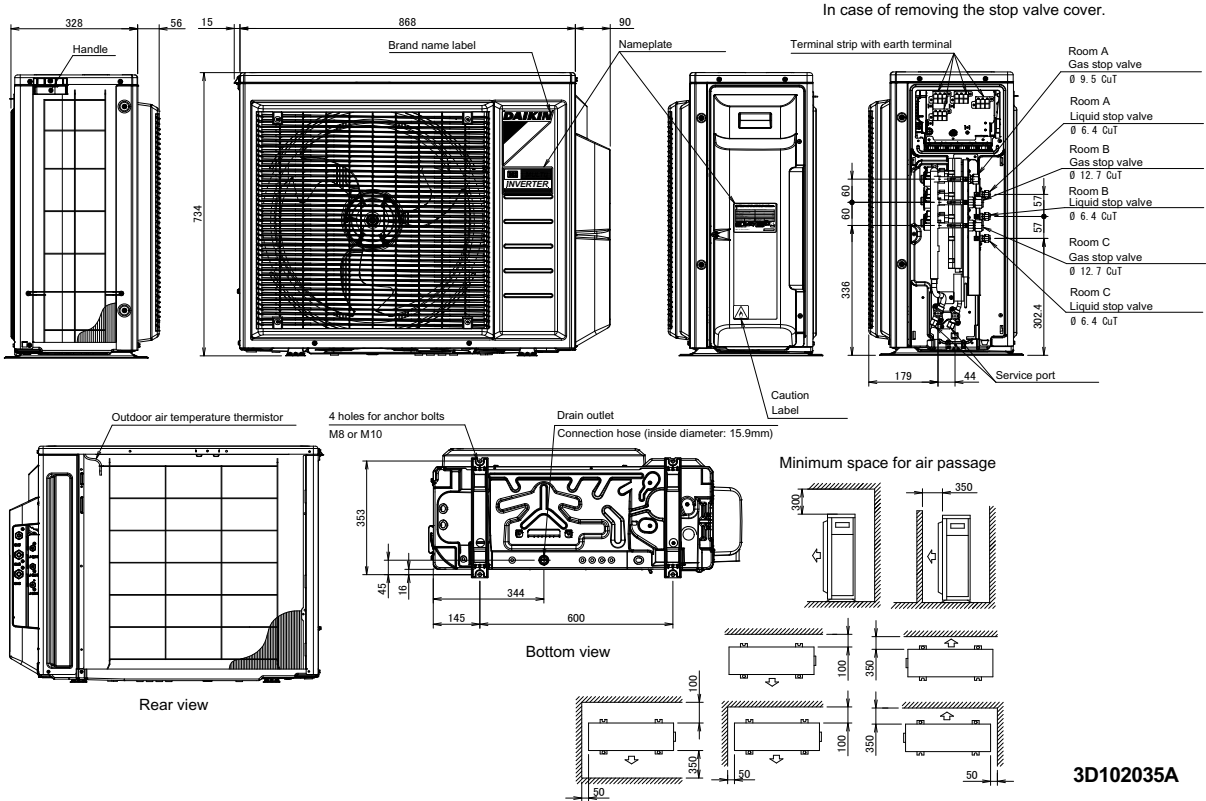 In case of removing the stop valve cover.
328
56
15
868
90
Handle
Brand name label
Nameplate
Terminal strip with earth terminal
Room A
Gas stop valve
Ø 9.5 CuT
Room A
Liquid stop valve
Ø 6.4 CuT
Room B
Gas stop valve
Ø 12.7 CuT
Room B
Liquid stop valve
Ø 6.4 CuT
Room C
Gas stop valve
Ø 12.7 CuT
Room C
Liquid stop valve
Ø 6.4 CuT
DAIKIN
INVERTER
734
60
60
336
57
57
302.4
179
44
Service port
Caution
Label
Outdoor air temperature thermistor
4 holes for anchor bolts
M8 or M10
Drain outlet
Connection hose (inside diameter: 15.9mm)
353
45
16
344
145
600
Bottom view
Rear view
Minimum space for air passage
300
350
100
350
100
350
50
100
50
350
50
3D102035A